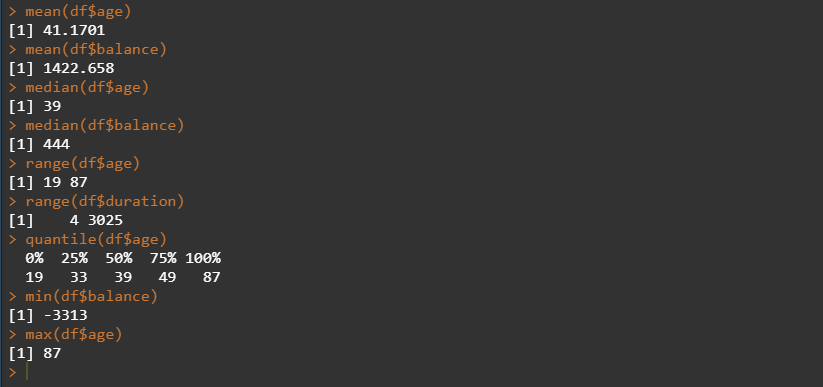 > mean(df$age)
[1] 41.1701
> mean(df$balance)
[1] 1422.658
> median(df$age)
[1] 39
> median(df$balance)
[1] 444
> range(df$age)
[1] 19 87
> range(df$duration)
[1]    4 3025
> quantile(df$age)
  0%  25%  50%  75% 100%
  19   33   39   49   87
> min(df$balance)
[1] -3313
> max(df$age)
[1] 87
>